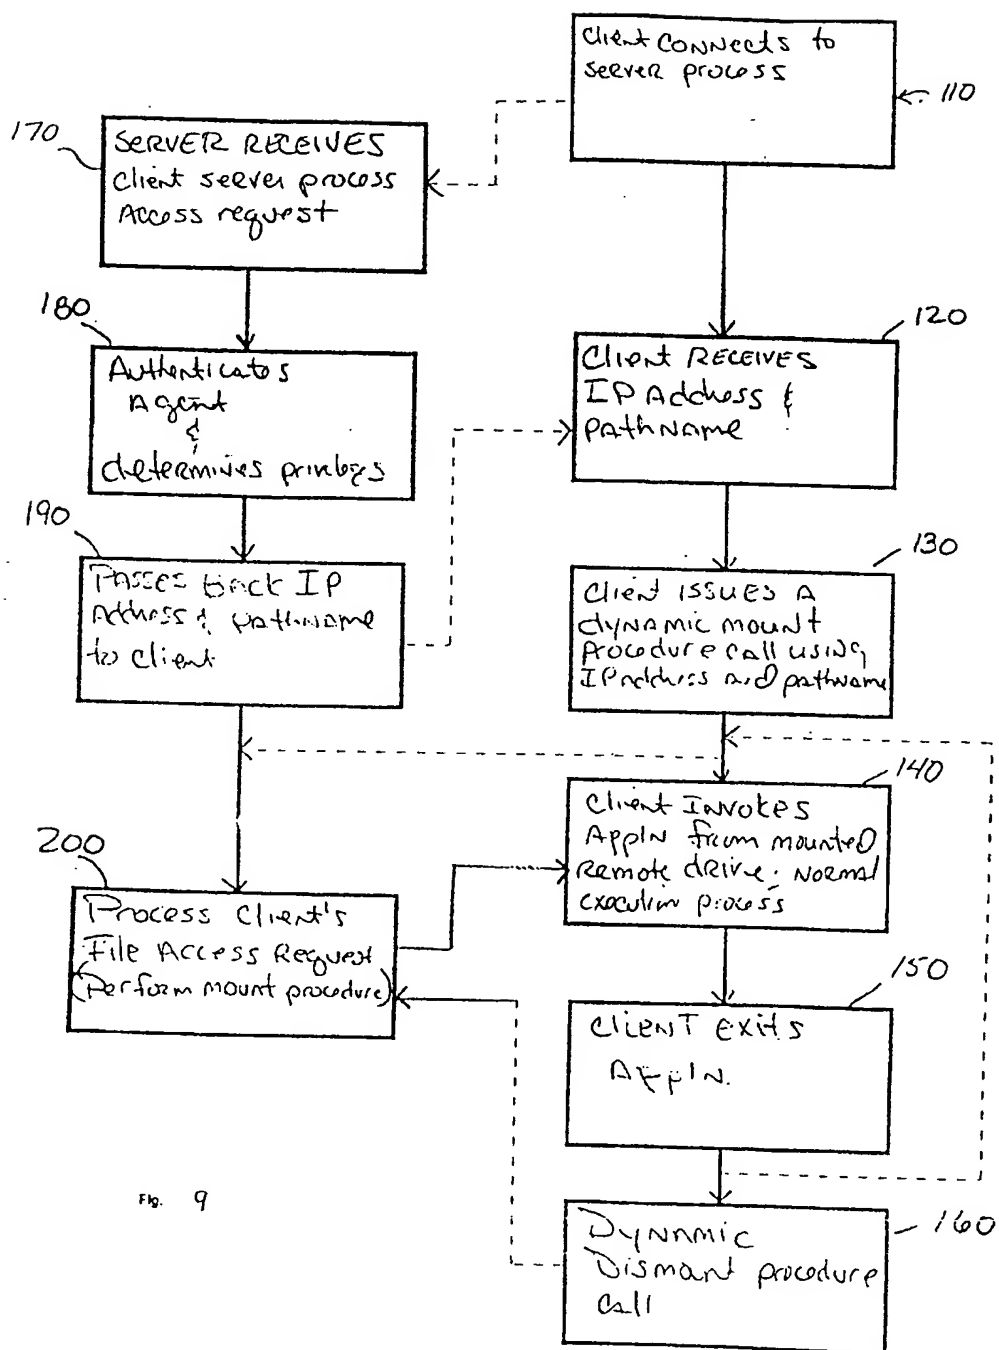 Client CONNECTS to
server process
110
170
SERVER RECEIVES
Client server process
Access request
180
Authenticates
Agent
&
determines privlegs
120
Client RECEIVES
IP Address &
PATHNAME
190
PASSES back IP
Address & pathname
to client
130
Client ISSUES A
dynamic mount
Procedure call using
IP address and pathname
140
Client Invokes
Appln from mounted
Remote drive. Normal
execution process
200
Process Client's
File Access Request
(Perform mount procedure)
150
Client Exits
Appln.
160
Dynamic
Dismant procedure
Call
Fig. 9